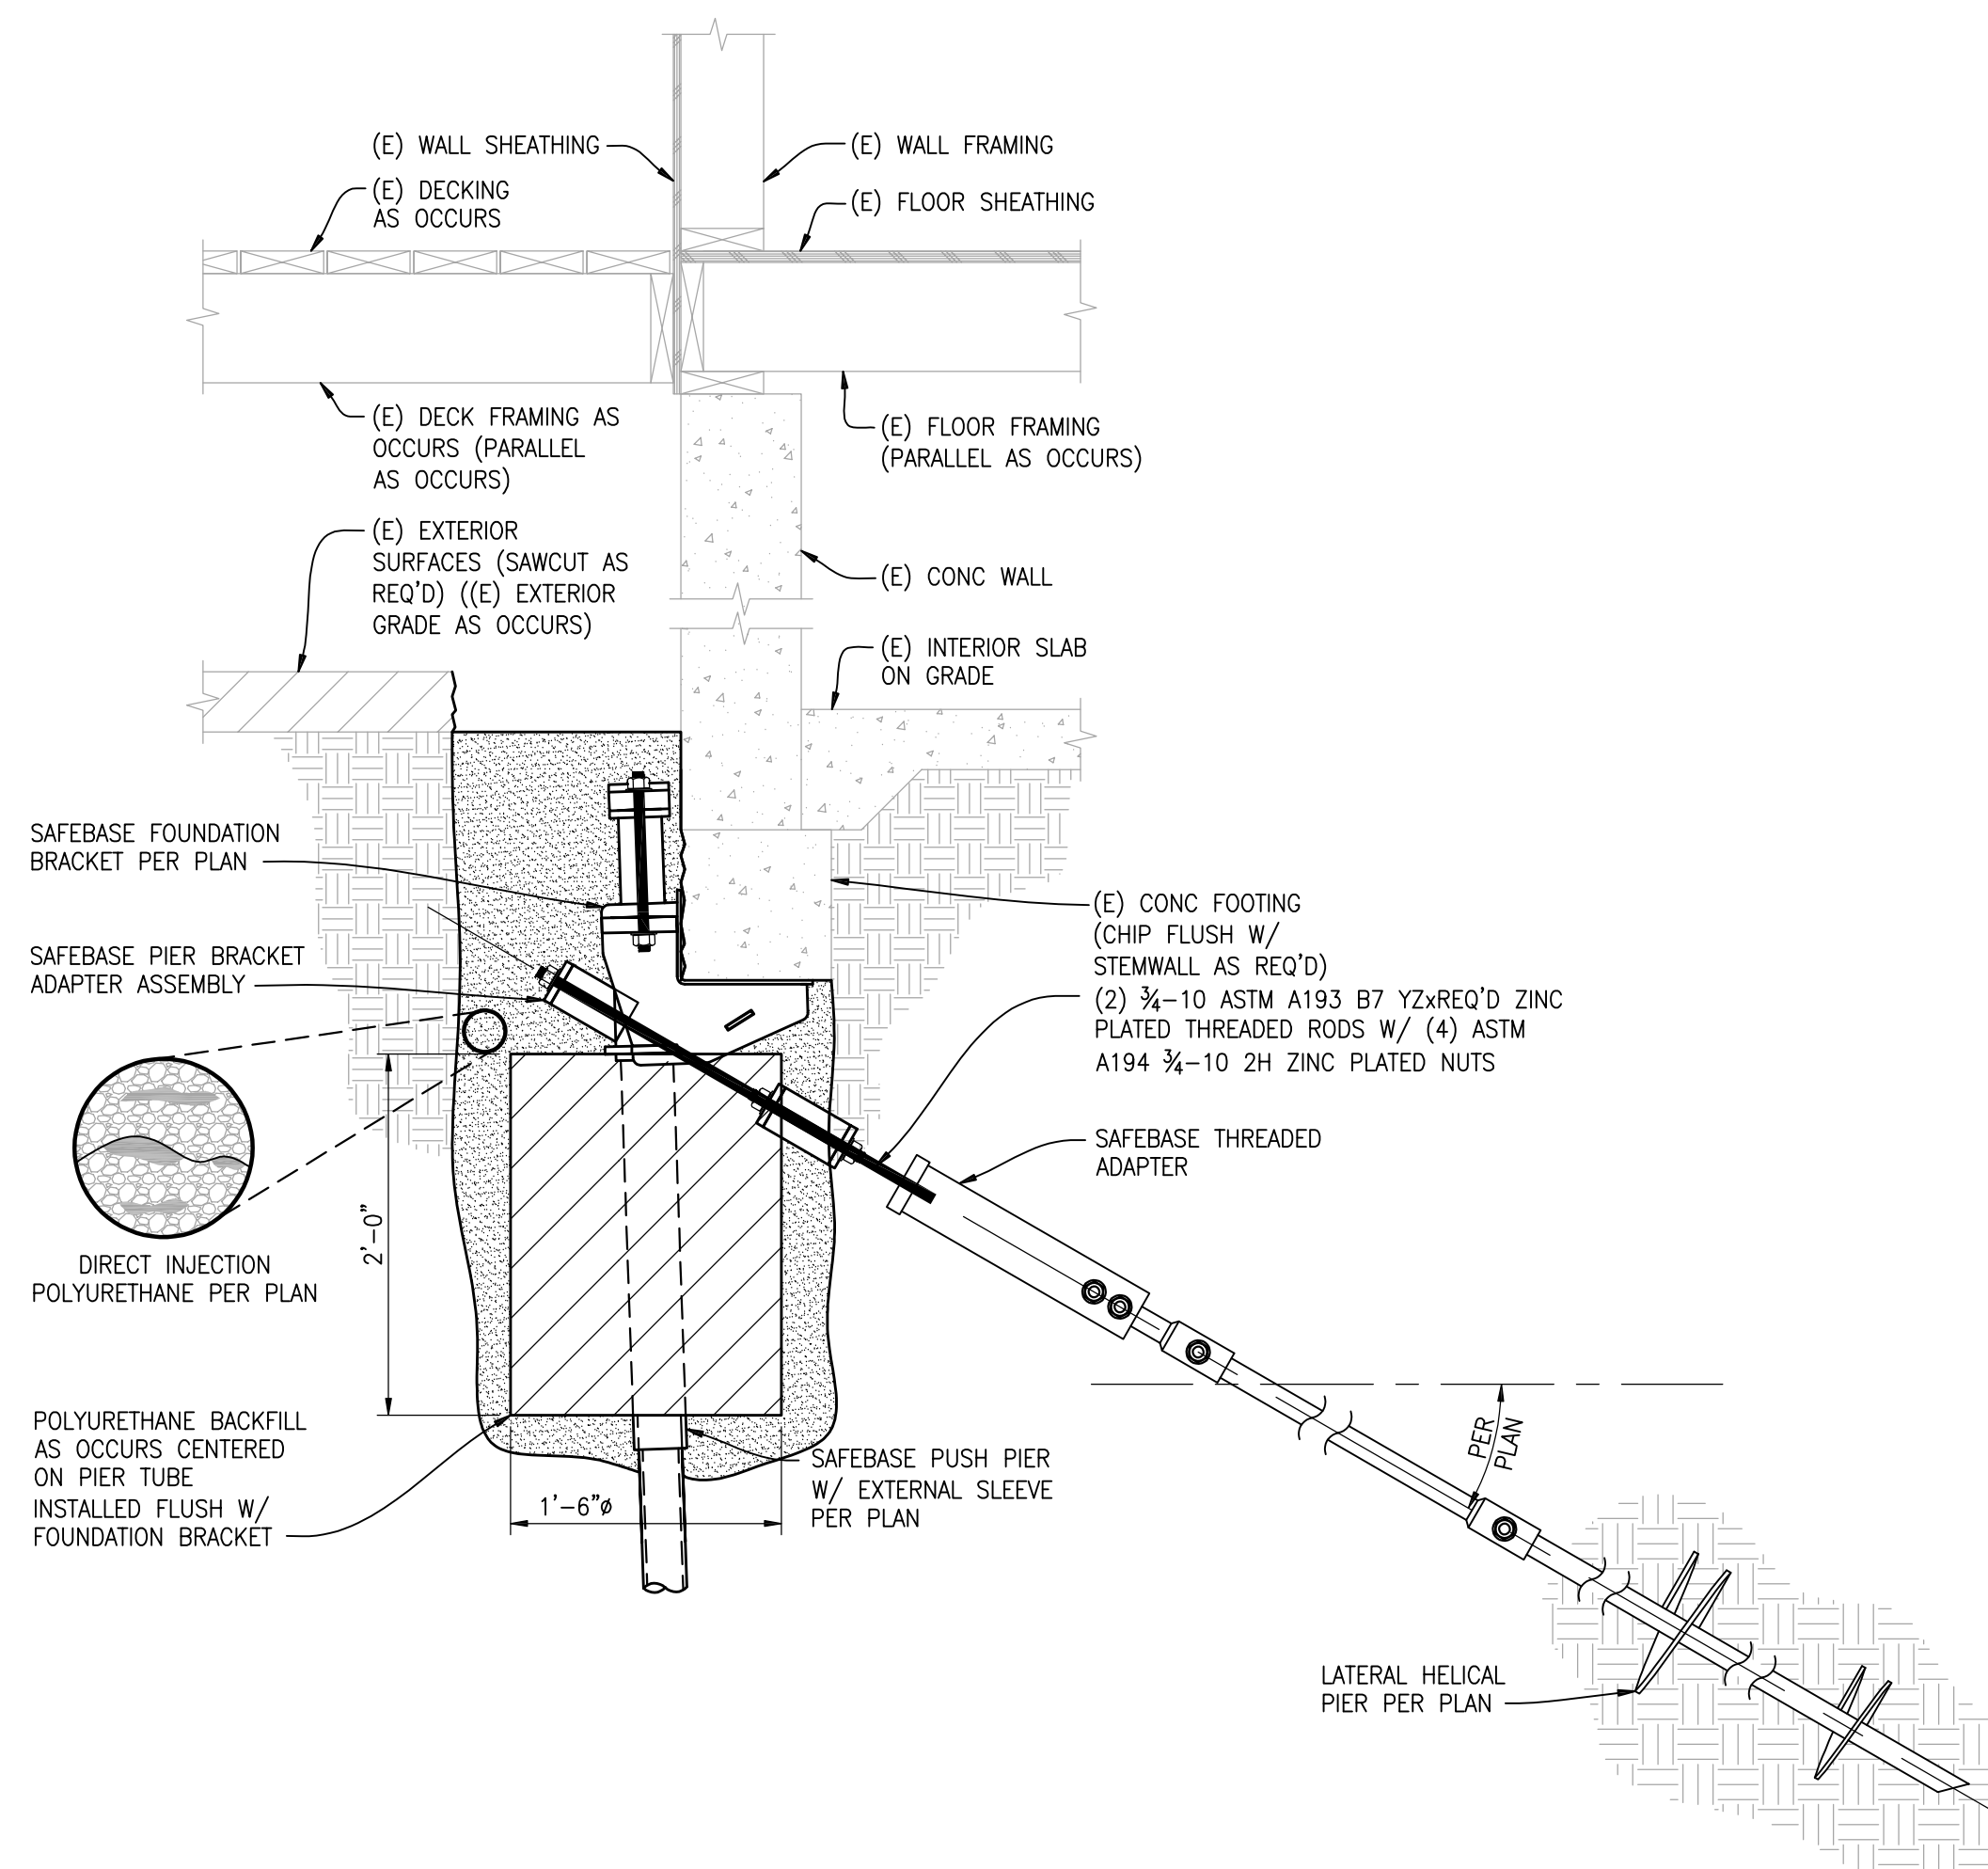 (E) WALL SHEATHING
(E) WALL FRAMING
(E) DECKING
AS OCCURS
(E) FLOOR SHEATHING
(E) DECK FRAMING AS
OCCURS (PARALLEL
AS OCCURS)
(E) FLOOR FRAMING
(PARALLEL AS OCCURS)
(E) EXTERIOR
SURFACES (SAWCUT AS
REQ'D) ((E) EXTERIOR
GRADE AS OCCURS)
(E) CONC WALL
(E) INTERIOR SLAB
ON GRADE
SAFEBASE FOUNDATION
BRACKET PER PLAN
(E) CONC FOOTING
(CHIP FLUSH W/
STEMWALL AS REQ'D)
SAFEBASE PIER BRACKET
ADAPTER ASSEMBLY
(2) ¾-10 ASTM A193 B7 YZxREQ'D ZINC
PLATED THREADED RODS W/ (4) ASTM
A194 ¾-10 2H ZINC PLATED NUTS
SAFEBASE THREADED
ADAPTER
2'-0"
DIRECT INJECTION
POLYURETHANE PER PLAN
POLYURETHANE BACKFILL
AS OCCURS CENTERED
ON PIER TUBE
INSTALLED FLUSH W/
FOUNDATION BRACKET
1'-6"ø
SAFEBASE PUSH PIER
W/ EXTERNAL SLEEVE
PER PLAN
PER
PLAN
LATERAL HELICAL
PIER PER PLAN